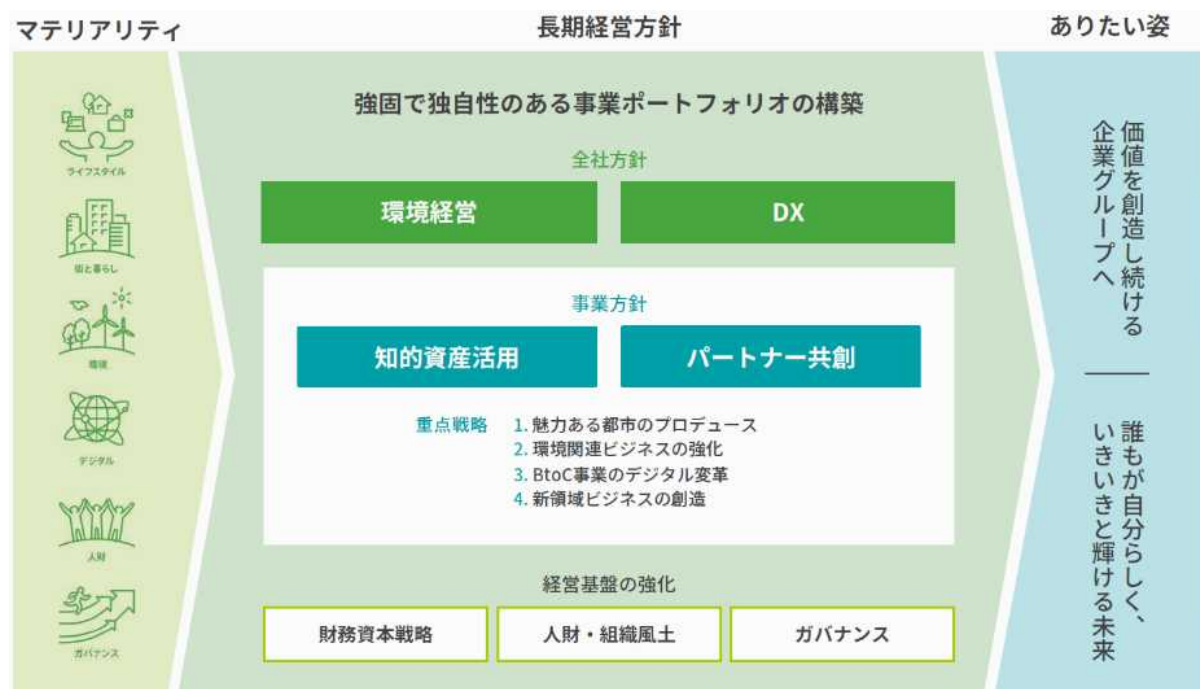 マテリアリティ
長期経営方針
ありたい姿
ライフスタイル
街と暮らし
環境
デジタル
人財
ガバナンス
強固で独自性のある事業ポートフォリオの構築
全社方針
環境経営
DX
事業方針
知的資産活用
パートナー共創
重点戦略
1. 魅力ある都市のプロデュース
2. 環境関連ビジネスの強化
3. BtoC事業のデジタル変革
4. 新領域ビジネスの創造
経営基盤の強化
財務資本戦略
人財・組織風土
ガバナンス
価値を創造し続ける
企業グループへ
誰もが自分らしく、
いきいきと輝ける未来